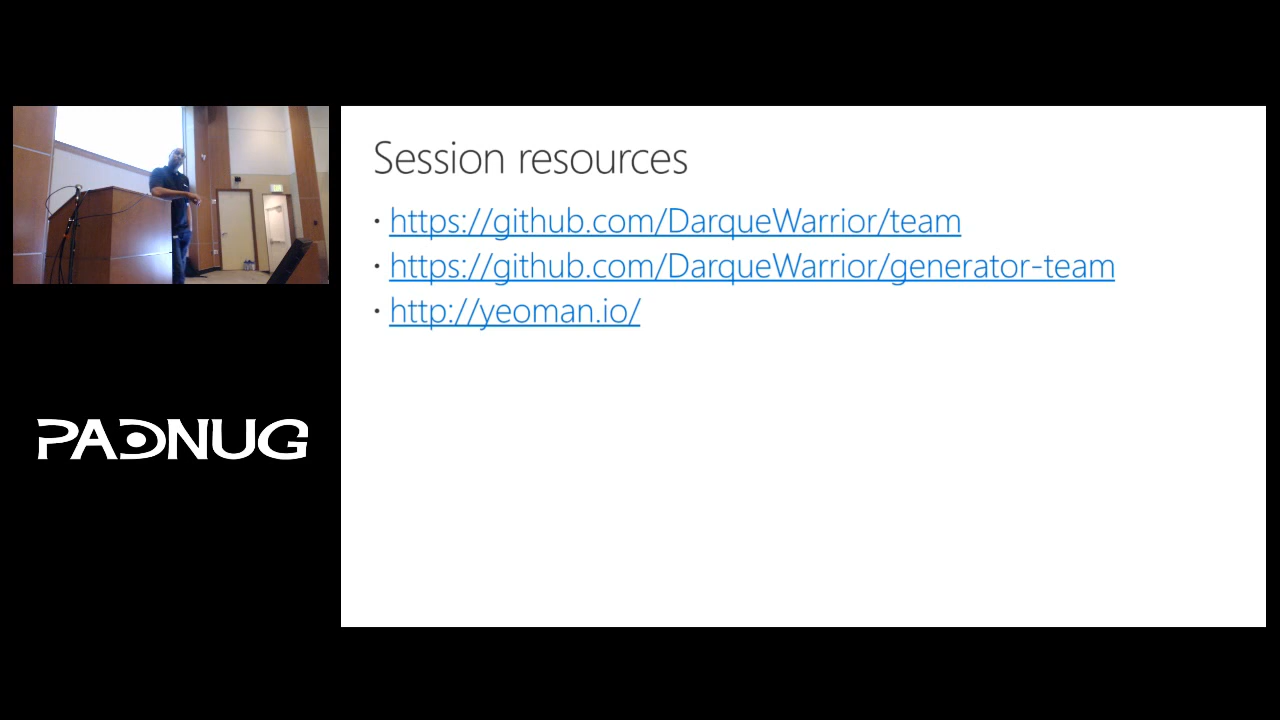 Session resources
· https://github.com/DarqueWarrior/team
· https://github.com/DarqueWarrior/generator-team
· http://yeoman.io/
PADNUG